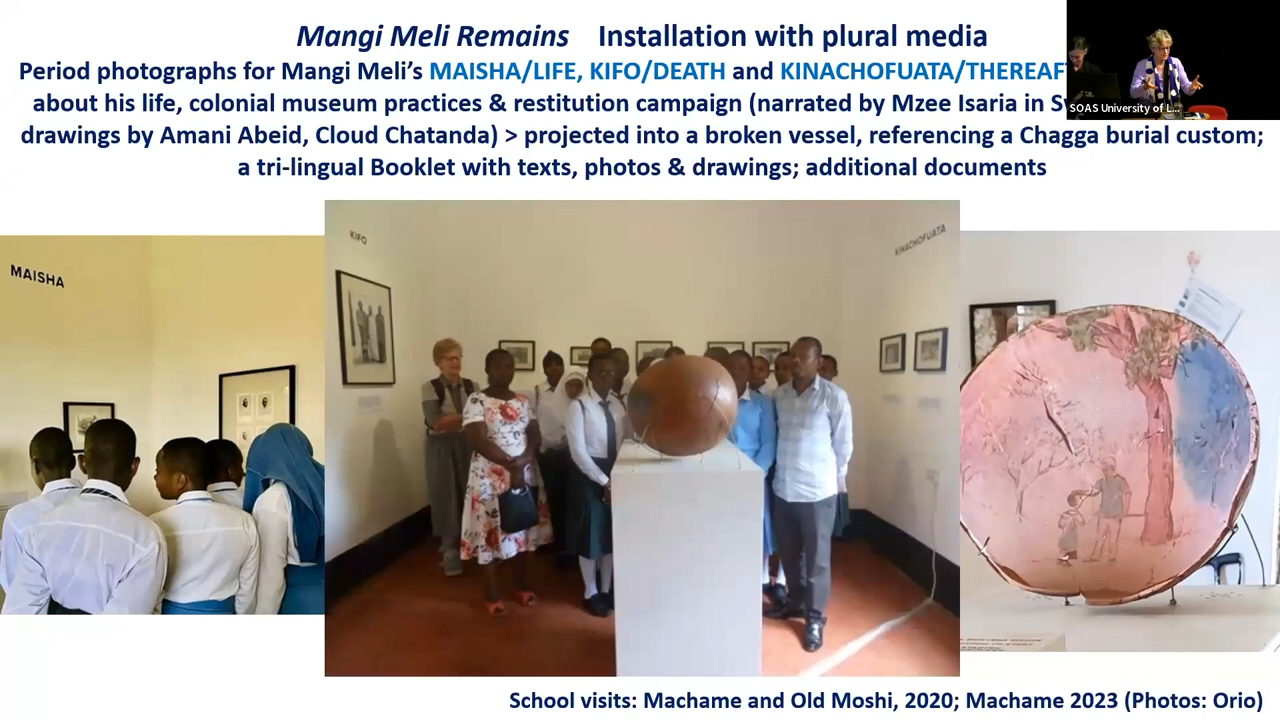 Mangi Meli Remains Installation with plural media
Period photographs for Mangi Meli's MAISHA/LIFE, KIFO/DEATH and KINACHOFUATA/THEREAF
about his life, colonial museum practices & restitution campaign (narrated by Mzee Isaria in S
drawings by Amani Abeid, Cloud Chatanda) > projected into a broken vessel, referencing a Chagga burial custom;
a tri-lingual Booklet with texts, photos & drawings; additional documents
SOAS University of L...
MAISHA
KIFO
KINACHOFUATA
School visits: Machame and Old Moshi, 2020; Machame 2023 (Photos: Orio)